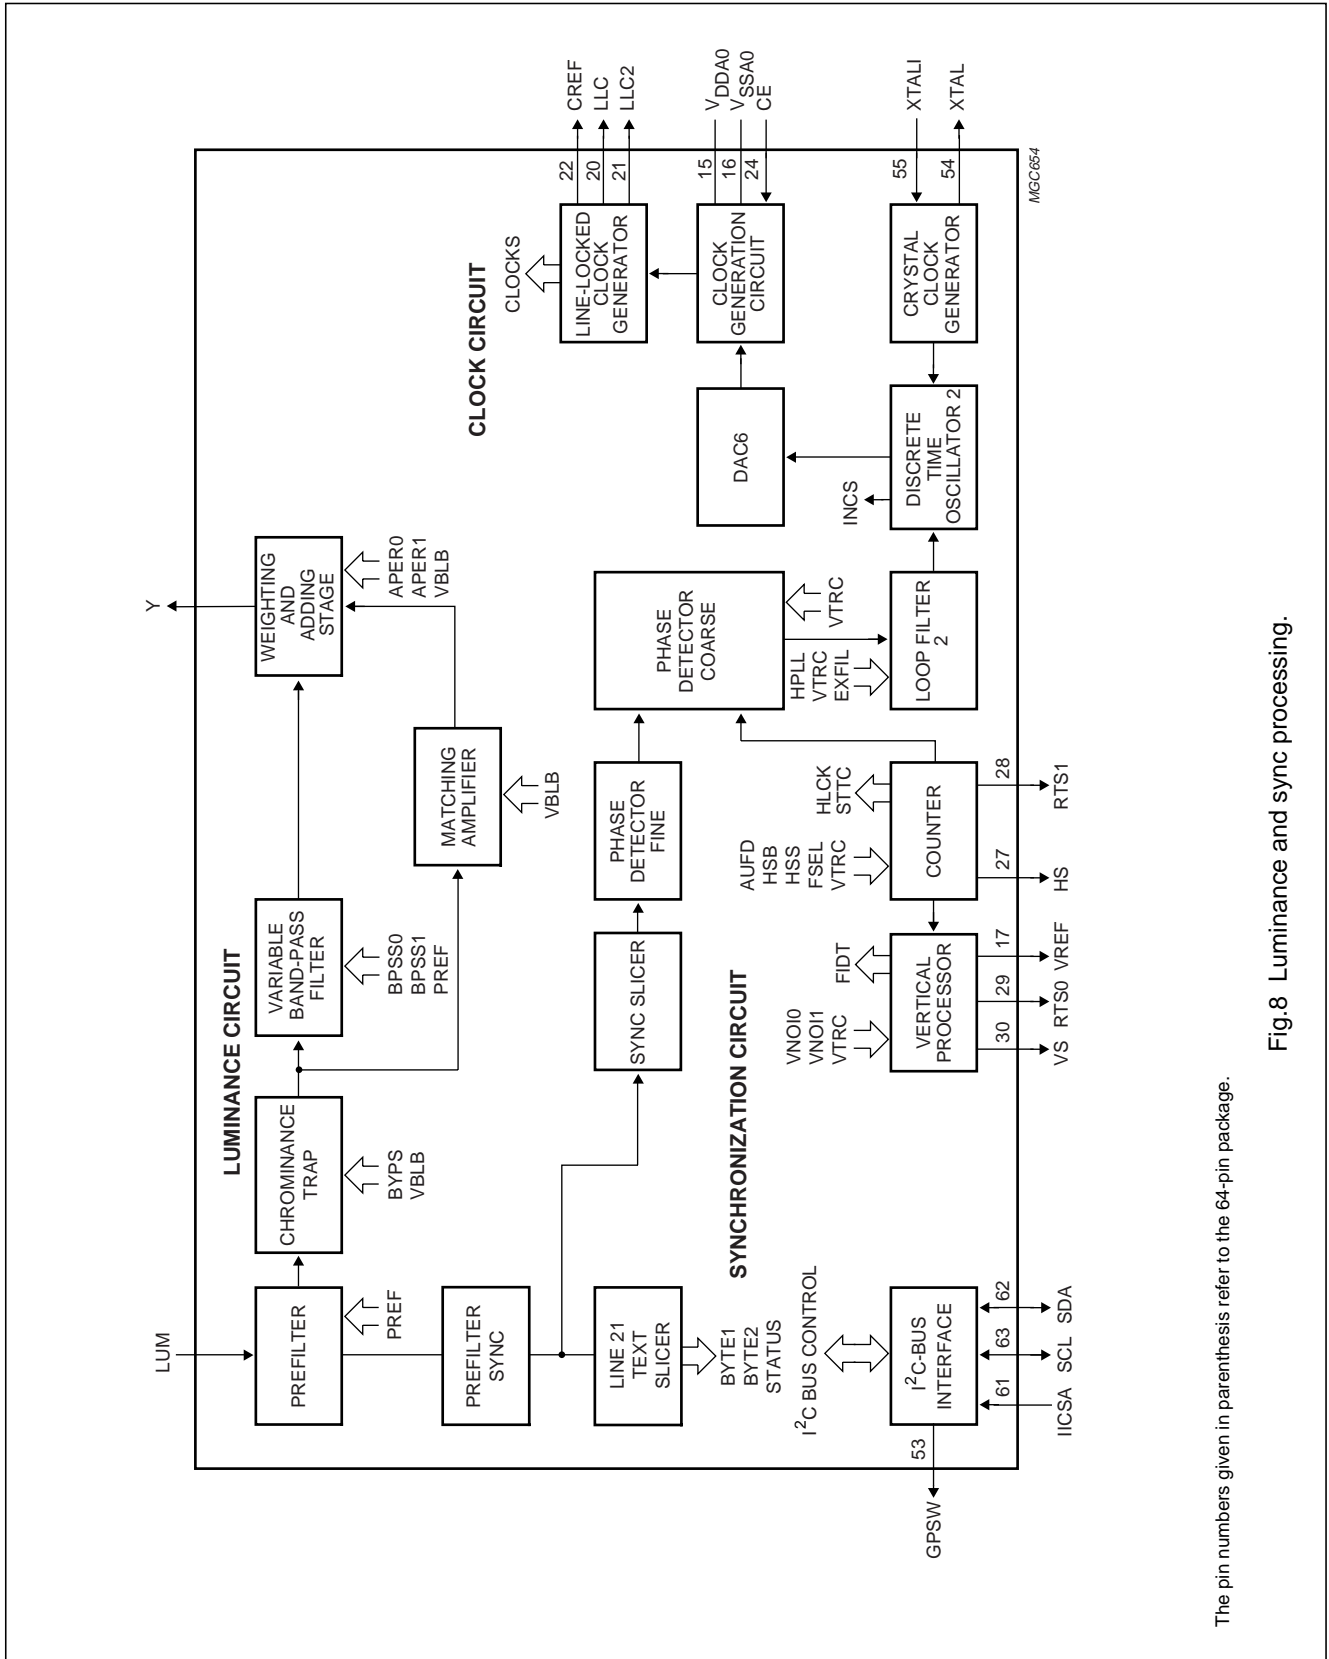 LUM
Y
LUMINANCE CIRCUIT
PREFILTER
PREF
CHROMINANCE
TRAP
BYPS
VBLB
VARIABLE
BAND-PASS
FILTER
BPSS0
BPSS1
PREF
MATCHING
AMPLIFIER
VBLB
WEIGHTING
AND
ADDING
STAGE
APER0
APER1
VBLB
PREFILTER
SYNC
LINE 21
TEXT
SLICER
BYTE1
BYTE2
STATUS
SYNC SLICER
PHASE
DETECTOR
FINE
PHASE
DETECTOR
COARSE
VTRC
SYNCHRONIZATION CIRCUIT
I2C BUS CONTROL
I2C-BUS
INTERFACE
53
GPSW
61
63
62
IICSA
SCL
SDA
VNOI0
VNOI1
VTRC
FIDT
VERTICAL
PROCESSOR
30
29
17
VS
RTS0
VREF
AUFD
HSB
HSS
FSEL
VTRC
HLCK
STTC
COUNTER
27
28
HS
RTS1
HPLL
VTRC
EXFIL
LOOP FILTER
2
INCS
DISCRETE
TIME
OSCILLATOR 2
DAC6
CLOCK CIRCUIT
CLOCKS
LINE-LOCKED
CLOCK
GENERATOR
22
20
21
CREF
LLC
LLC2
CLOCK
GENERATION
CIRCUIT
15
16
24
VDDA0
VSSA0
CE
CRYSTAL
CLOCK
GENERATOR
55
54
XTALI
XTAL
MGC654
The pin numbers given in parenthesis refer to the 64-pin package.
Fig.8 Luminance and sync processing.